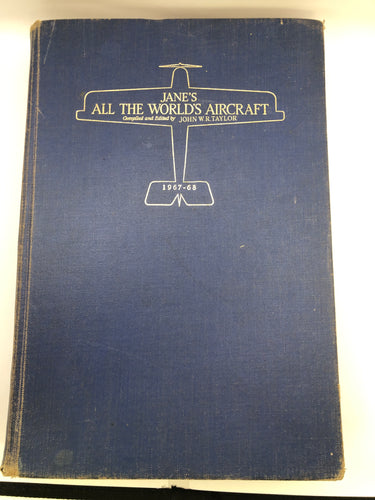 JANE'S
ALL THE WORLD'S AIRCRAFT
Compiled and Edited by JOHN W.R. TAYLOR
1967-68